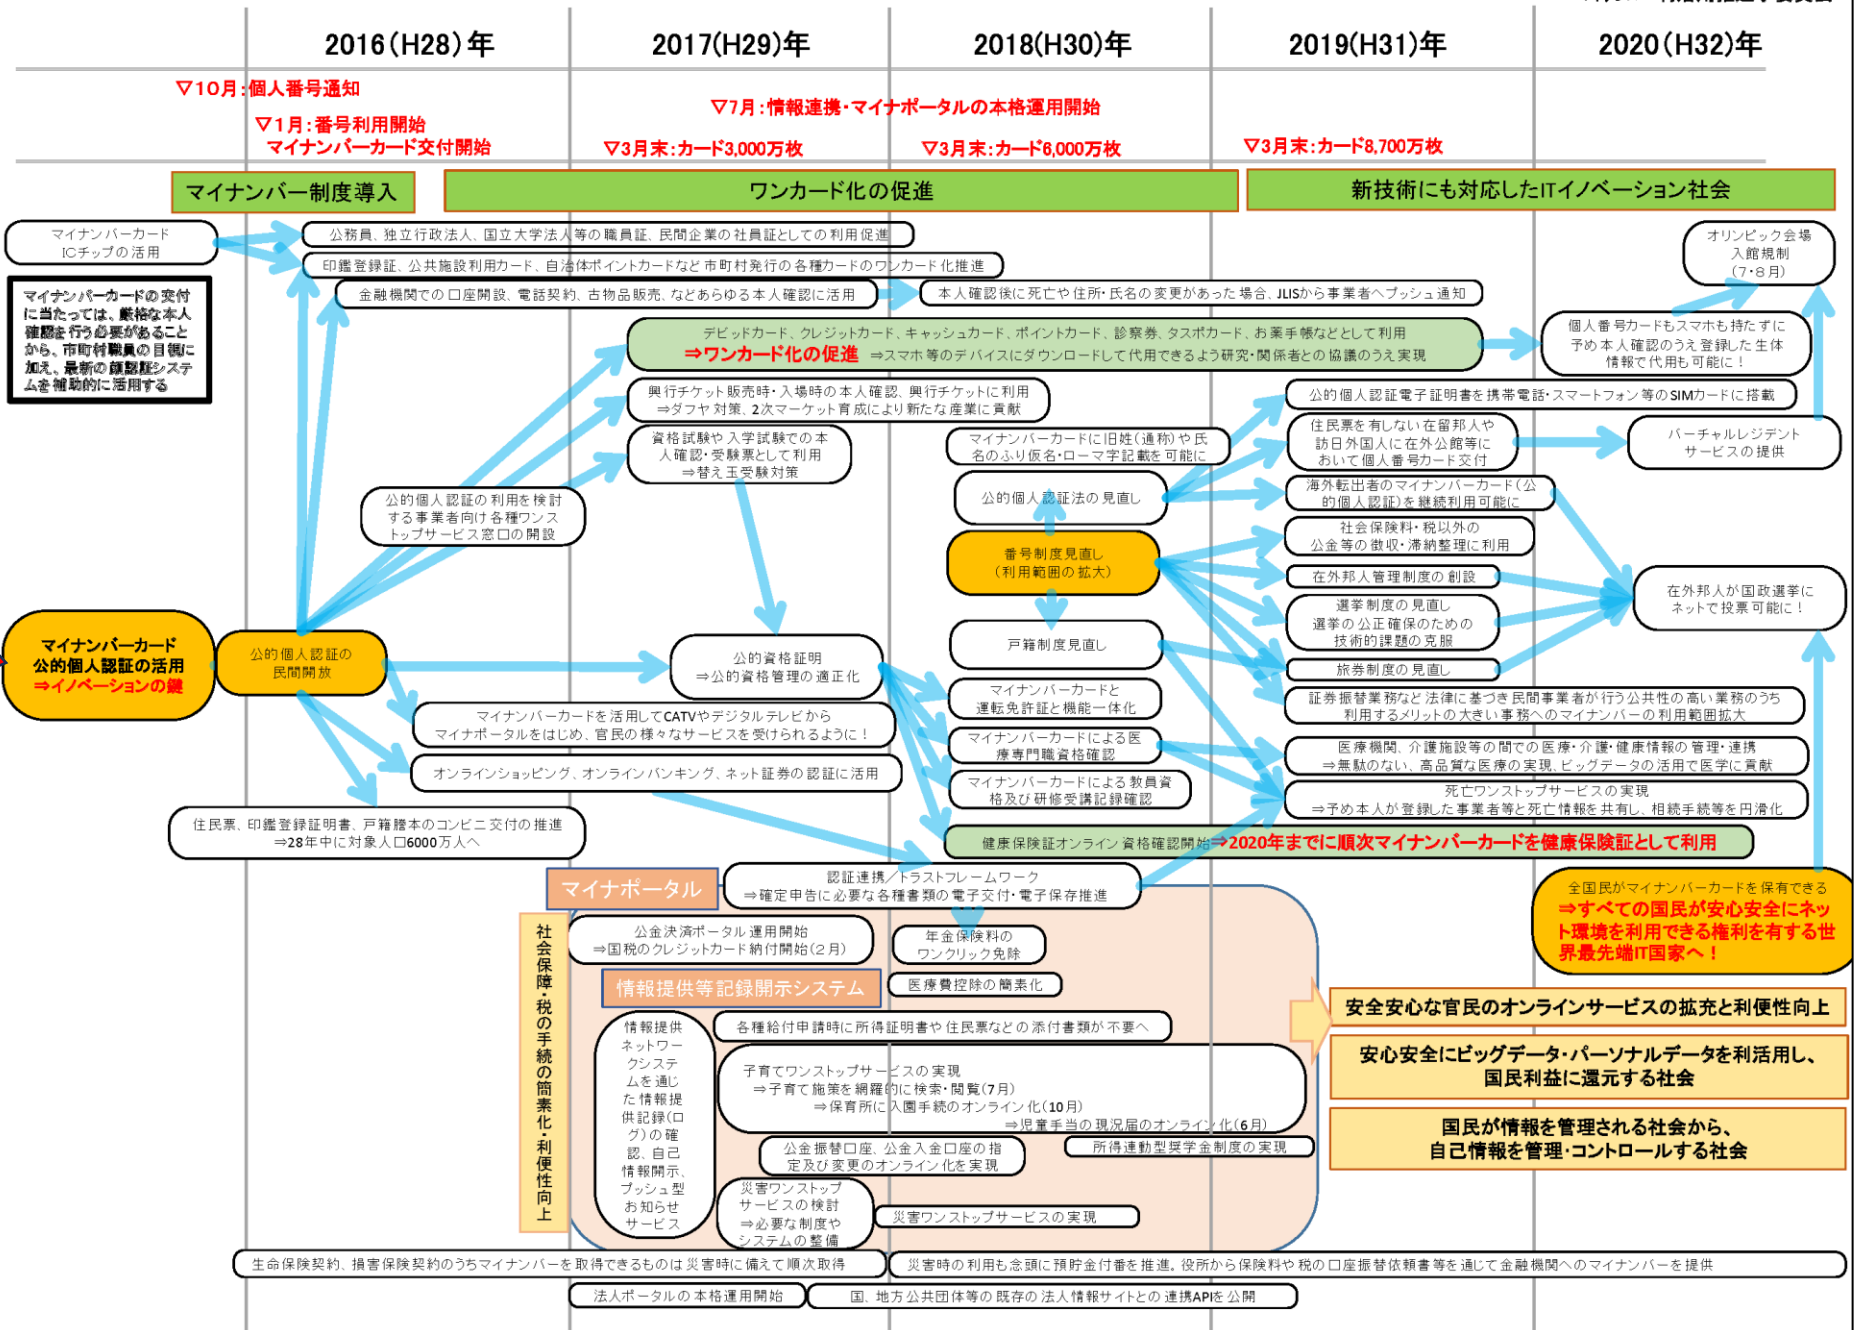 2016(H28)年
2017(H29)年
2018(H30)年
2019(H31)年
2020(H32)年
▽10月:個人番号通知
▽1月:番号利用開始
マイナンバーカード交付開始
▽7月:情報連携・マイナポータルの本格運用開始
▽3月末:カード3,000万枚
▽3月末:カード6,000万枚
▽3月末:カード8,700万枚
マイナンバー制度導入
ワンカード化の促進
新技術にも対応したITイノベーション社会
マイナンバーカード
ICチップの活用
公務員、独立行政法人、国立大学法人等の職員証、民間企業の社員証としての利用促進
印鑑登録証、公共施設利用カード、自治体ポイントカードなど市町村発行の各種カードのワンカード化推進
金融機関での口座開設、電話契約、古物品販売、などあらゆる本人確認に活用
本人確認後に死亡や住所・氏名の変更があった場合、JLISから事業者へプッシュ通知
オリンピック会場
入館規制
(7・8月)
マイナンバーカードの交付
に当たっては、厳格な本人
確認を行う必要があること
から、市町村職員の目視に
加え、最新の顔認証システ
ムを補助的に活用する
デビッドカード、クレジットカード、キャッシュカード、ポイントカード、診察券、タスポカード、お薬手帳などとして利用
⇒ワンカード化の促進 ⇒スマホ等のデバイスにダウンロードして代用できるよう研究・関係者との協議のうえ実現
個人番号カードもスマホも持たずに
予め本人確認のうえ登録した生体
情報で代用も可能に!
興行チケット販売時・入場時の本人確認、興行チケットに利用
⇒ダフヤ対策、2次マーケット育成により新たな産業に貢献
公的個人認証電子証明書を携帯電話・スマートフォン等のSIMカードに搭載
資格試験や入学試験での本
人確認・受験票として利用
⇒替え玉受験対策
マイナンバーカードに旧姓(通称)や氏
名のふり仮名・ローマ字記載を可能に
住民票を有しない在留邦人や
訪日外国人に在外公館等に
おいて個人番号カード交付
バーチャルレジデント
サービスの提供
公的個人認証の利用を検討
する事業者向け各種ワンス
トップサービス窓口の開設
公的個人認証法の見直し
海外転出者のマイナンバーカード(公
的個人認証)を継続利用可能に
番号制度見直し
(利用範囲の拡大)
社会保険料・税以外の
公金等の徴収・滞納整理に利用
在外邦人管理制度の創設
在外邦人が国政選挙に
ネットで投票可能に!
選挙制度の見直し
選挙の公正確保のための
技術的課題の克服
戸籍制度見直し
旅券制度の見直し
マイナンバーカード
公的個人認証の活用
⇒イノベーションの鍵
公的個人認証の
民間開放
公的資格証明
⇒公的資格管理の適正化
マイナンバーカードと
運転免許証と機能一体化
証券振替業務など法律に基づき民間事業者が行う公共性の高い業務のうち
利用するメリットの大きい事務へのマイナンバーの利用範囲拡大
マイナンバーカードを活用してCATVやデジタルテレビから
マイナポータルをはじめ、官民の様々なサービスを受けられるように!
マイナンバーカードによる医
療専門職資格確認
医療機関、介護施設等の間での医療・介護・健康情報の管理・連携
⇒無駄のない、高品質な医療の実現、ビッグデータの活用で医学に貢献
オンラインショッピング、オンラインバンキング、ネット証券の認証に活用
マイナンバーカードによる教員資
格及び研修受講記録確認
死亡ワンストップサービスの実現
⇒予め本人が登録した事業者等と死亡情報を共有し、相続手続等を円滑化
住民票、印鑑登録証明書、戸籍謄本のコンビニ交付の推進
⇒28年中に対象人口6000万人へ
健康保険証オンライン資格確認開始⇒2020年までに順次マイナンバーカードを健康保険証として利用
マイナポータル
認証連携/トラストフレームワーク
⇒確定申告に必要な各種書類の電子交付・電子保存推進
全国民がマイナンバーカードを保有できる
⇒すべての国民が安心安全にネッ
ト環境を利用できる権利を有する世
界最先端IT国家へ!
社会保障・税の手続の簡素化・利便性向上
公金決済ポータル運用開始
⇒国税のクレジットカード納付開始(2月)
年金保険料の
ワンクリック免除
情報提供等記録開示システム
医療費控除の簡素化
情報提供
ネットワー
クシステ
ムを通じ
た情報提
供記録(ロ
グ)の確
認、自己
情報開示、
プッシュ型
お知らせ
サービス
各種給付申請時に所得証明書や住民票などの添付書類が不要へ
子育てワンストップサービスの実現
⇒子育て施策を網羅的に検索・閲覧(7月)
⇒保育所に入園手続のオンライン化(10月)
⇒児童手当の現況届のオンライン化(6月)
公金振替口座、公金入金口座の指
定及び変更のオンライン化を実現
所得連動型奨学金制度の実現
災害ワンストップ
サービスの検討
⇒必要な制度や
システムの整備
災害ワンストップサービスの実現
安全安心な官民のオンラインサービスの拡充と利便性向上
安心安全にビッグデータ・パーソナルデータを利活用し、
国民利益に還元する社会
国民が情報を管理される社会から、
自己情報を管理・コントロールする社会
生命保険契約、損害保険契約のうちマイナンバーを取得できるものは災害時に備えて順次取得
災害時の利用も念頭に預貯金付番を推進。役所から保険料や税の口座振替依頼書等を通じて金融機関へのマイナンバーを提供
法人ポータルの本格運用開始
国、地方公共団体等の既存の法人情報サイトとの連携APIを公開